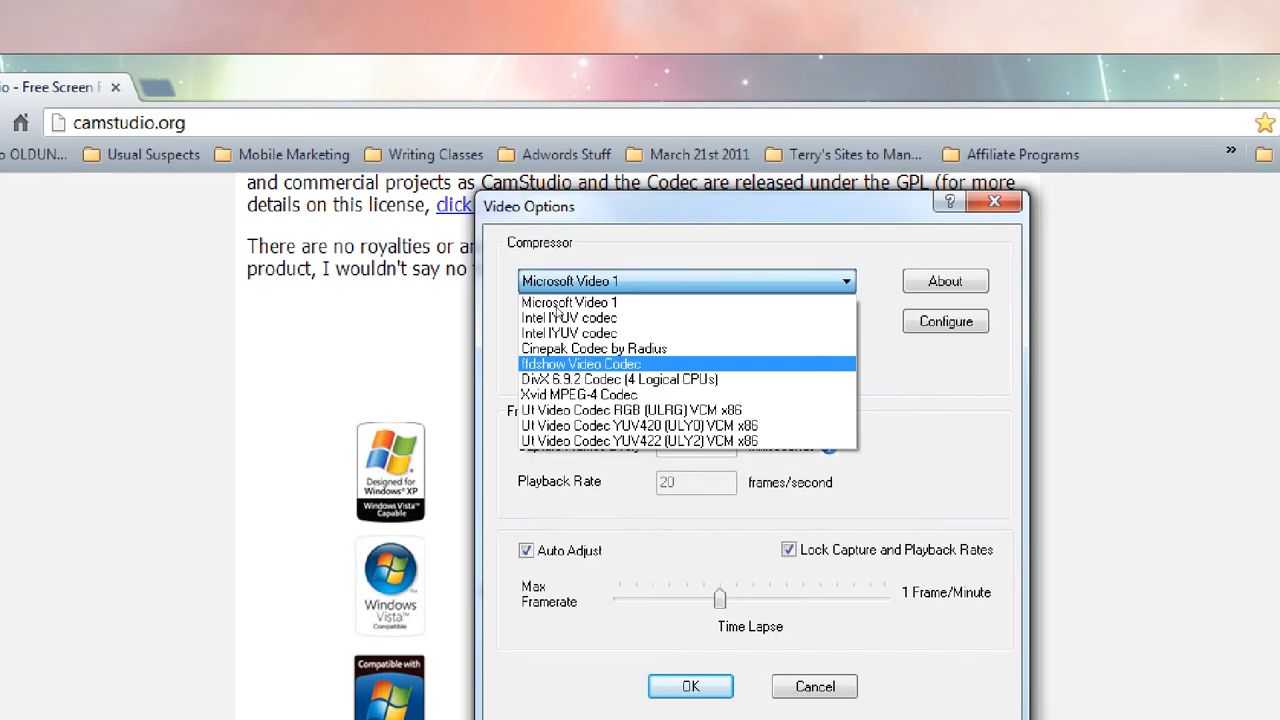 o - Free Screen
camstudio.org
o OLDUN... Usual Suspects Mobile Marketing Writing Classes Adwords Stuff March 21st 2011 Terry's Sites to Man... Affiliate Programs »
and commercial projects as CamStudio and the Codec are released under the GPL (for more
details on this license, click
There are no royalties or
product, I wouldn't say no
Video Options
Compressor
Microsoft Video 1
About
Configure
Microsoft Video 1
Intel IYUV codec
Intel IYUV codec
Cinepak Codec by Radius
ffdshow Video Codec
DivX 6.9.2 Codec (4 Logical CPUs)
Xvid MPEG-4 Codec
Ut Video Codec RGB (ULRG) VCM x86
Ut Video Codec YUV420 (ULY0) VCM x86
Ut Video Codec YUV422 (ULY2) VCM x86
Playback Rate 20 frames/second
Auto Adjust
Lock Capture and Playback Rates
Max
Framerate
1 Frame/Minute
Time Lapse
OK
Cancel
Designed for
Windows XP
Windows Vista
Capable
Windows
Vista
Compatible
Compatible with